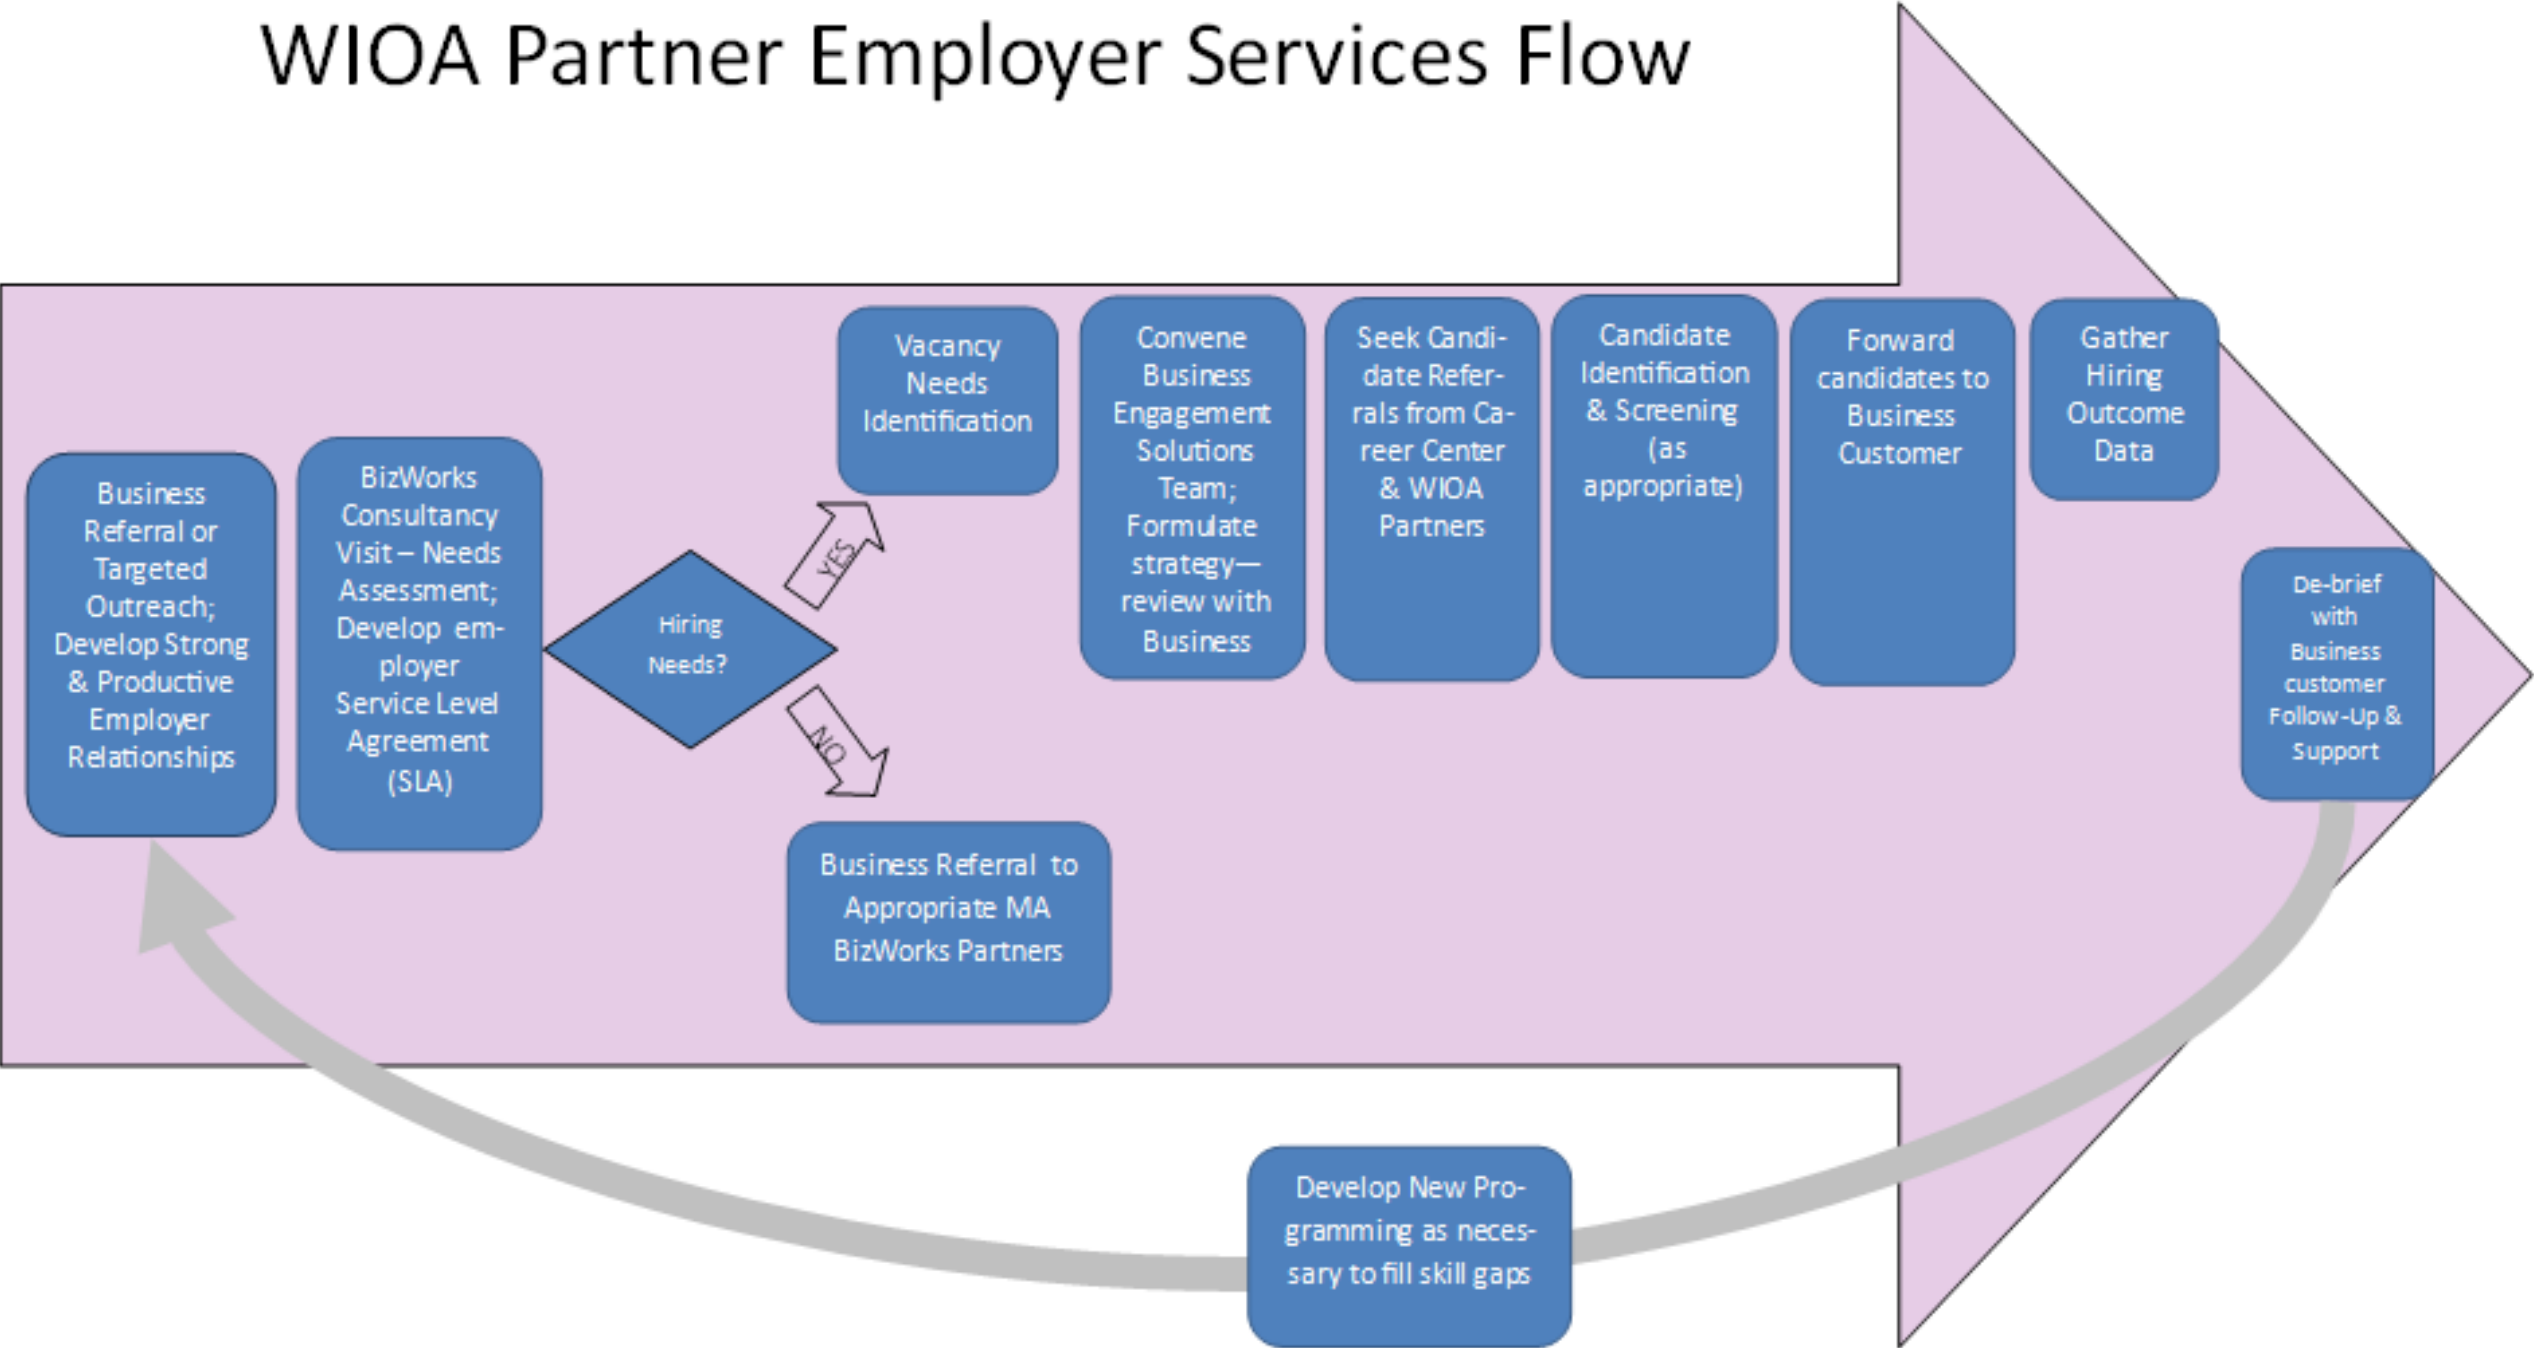 WIOA Partner Employer Services Flow
Business
Referral or
Targeted
Outreach;
Develop Strong
& Productive
Employer
Relationships
BizWorks
Consultancy
Visit – Needs
Assessment;
Develop em-
ployer
Service Level
Agreement
(SLA)
Hiring
Needs?
YES
NO
Vacancy
Needs
Identification
Business Referral to
Appropriate MA
BizWorks Partners
Convene
Business
Engagement
Solutions
Team;
Formulate
strategy—
review with
Business
Seek Candi-
date Refer-
rals from Ca-
reer Center
& WIOA
Partners
Candidate
Identification
& Screening
(as
appropriate)
Forward
candidates to
Business
Customer
Gather
Hiring
Outcome
Data
De-brief
with
Business
customer
Follow-Up &
Support
Develop New Pro-
gramming as neces-
sary to fill skill gaps